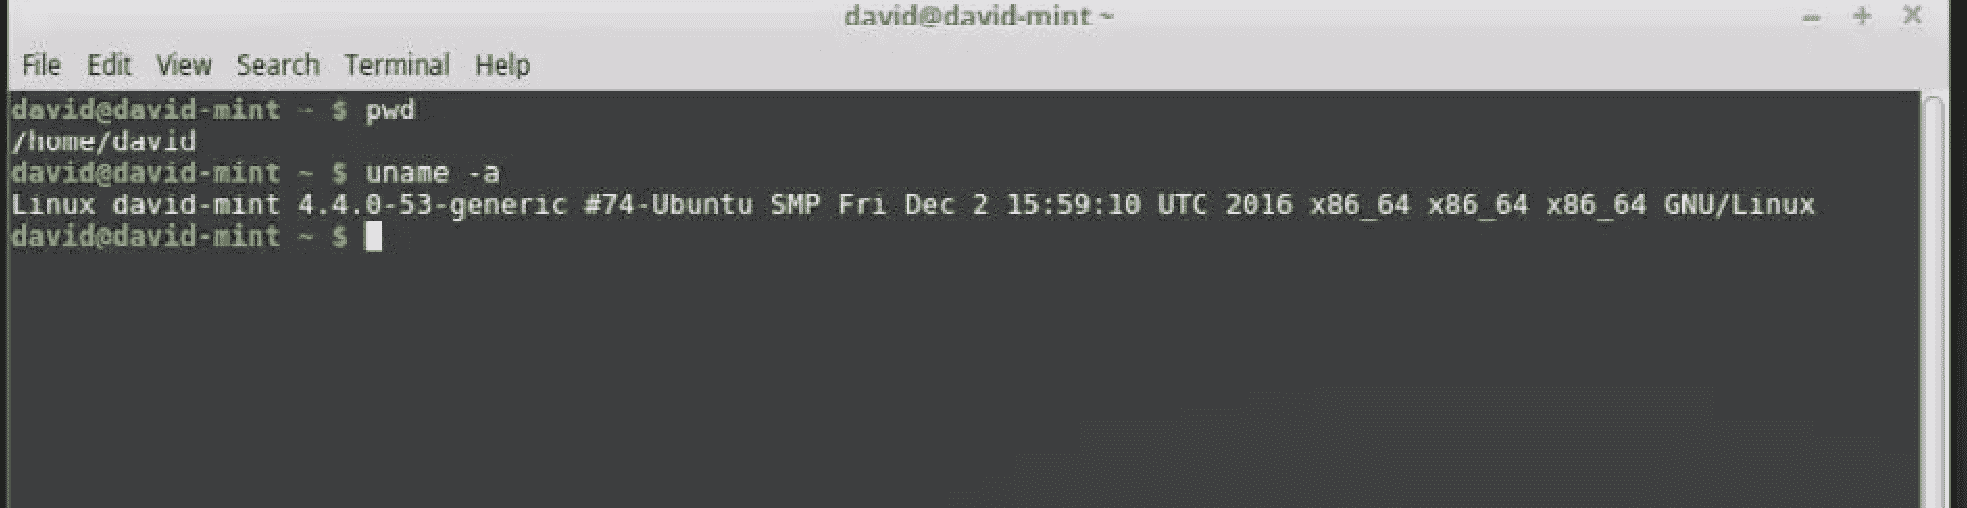 david@david-mint ~
File Edit View Search Terminal Help
david@david-mint ~ $ pwd
/home/david
david@david-mint ~ $ uname -a
Linux david-mint 4.4.0-53-generic #74-Ubuntu SMP Fri Dec 2 15:59:10 UTC 2016 x86_64 x86_64 x86_64 GNU/Linux
david@david-mint ~ $